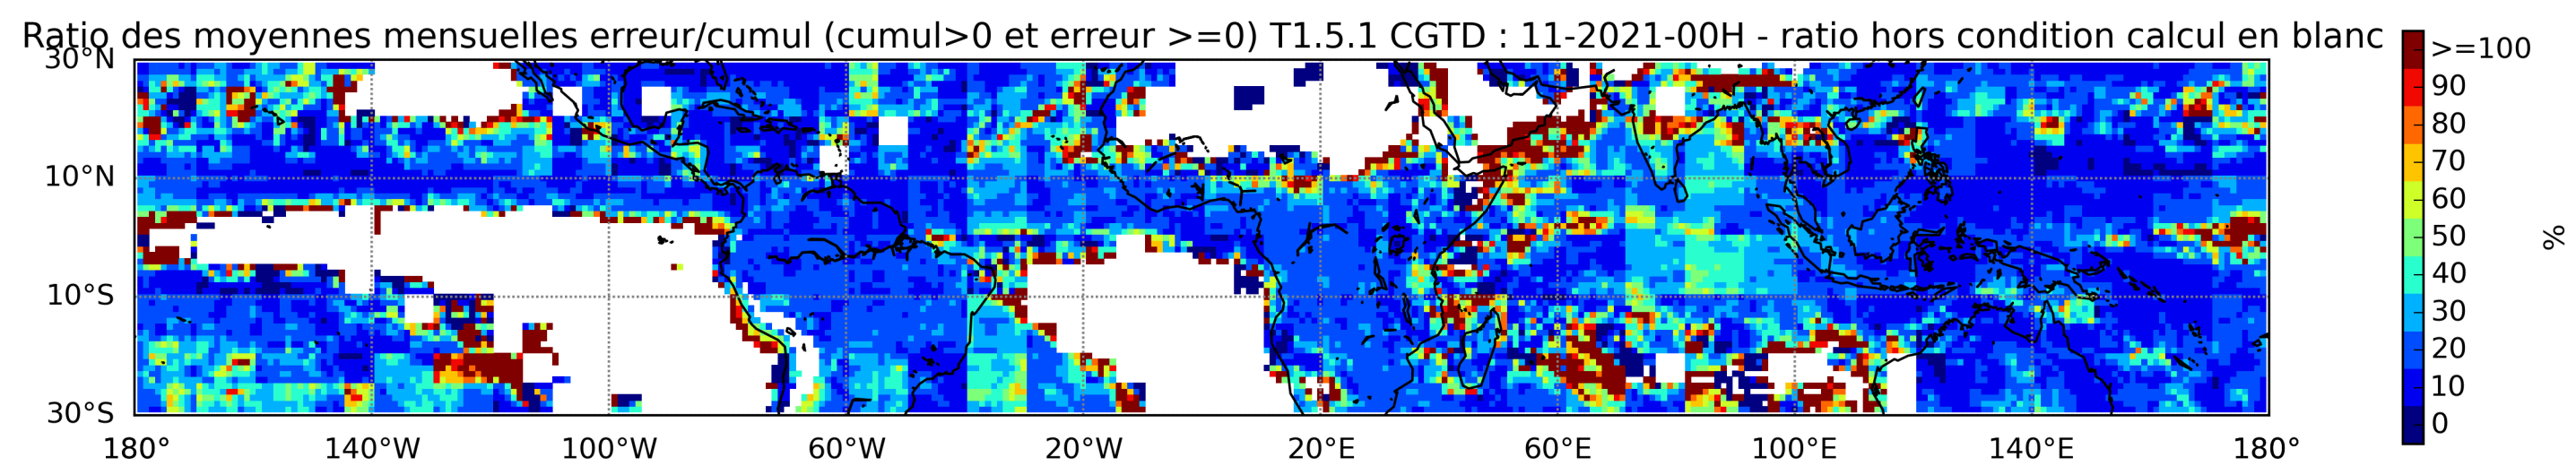 Ratio des moyennes mensuelles erreur/cumul (cumul>0 et erreur >=0) T1.5.1 CGTD : 11-2021-00H - ratio hors condition calcul en blanc
30°N
10°N
10°S
30°S
180°
140°W
100°W
60°W
20°W
20°E
60°E
100°E
140°E
180°
>=100
90
80
70
60
50
40
30
20
10
0
%